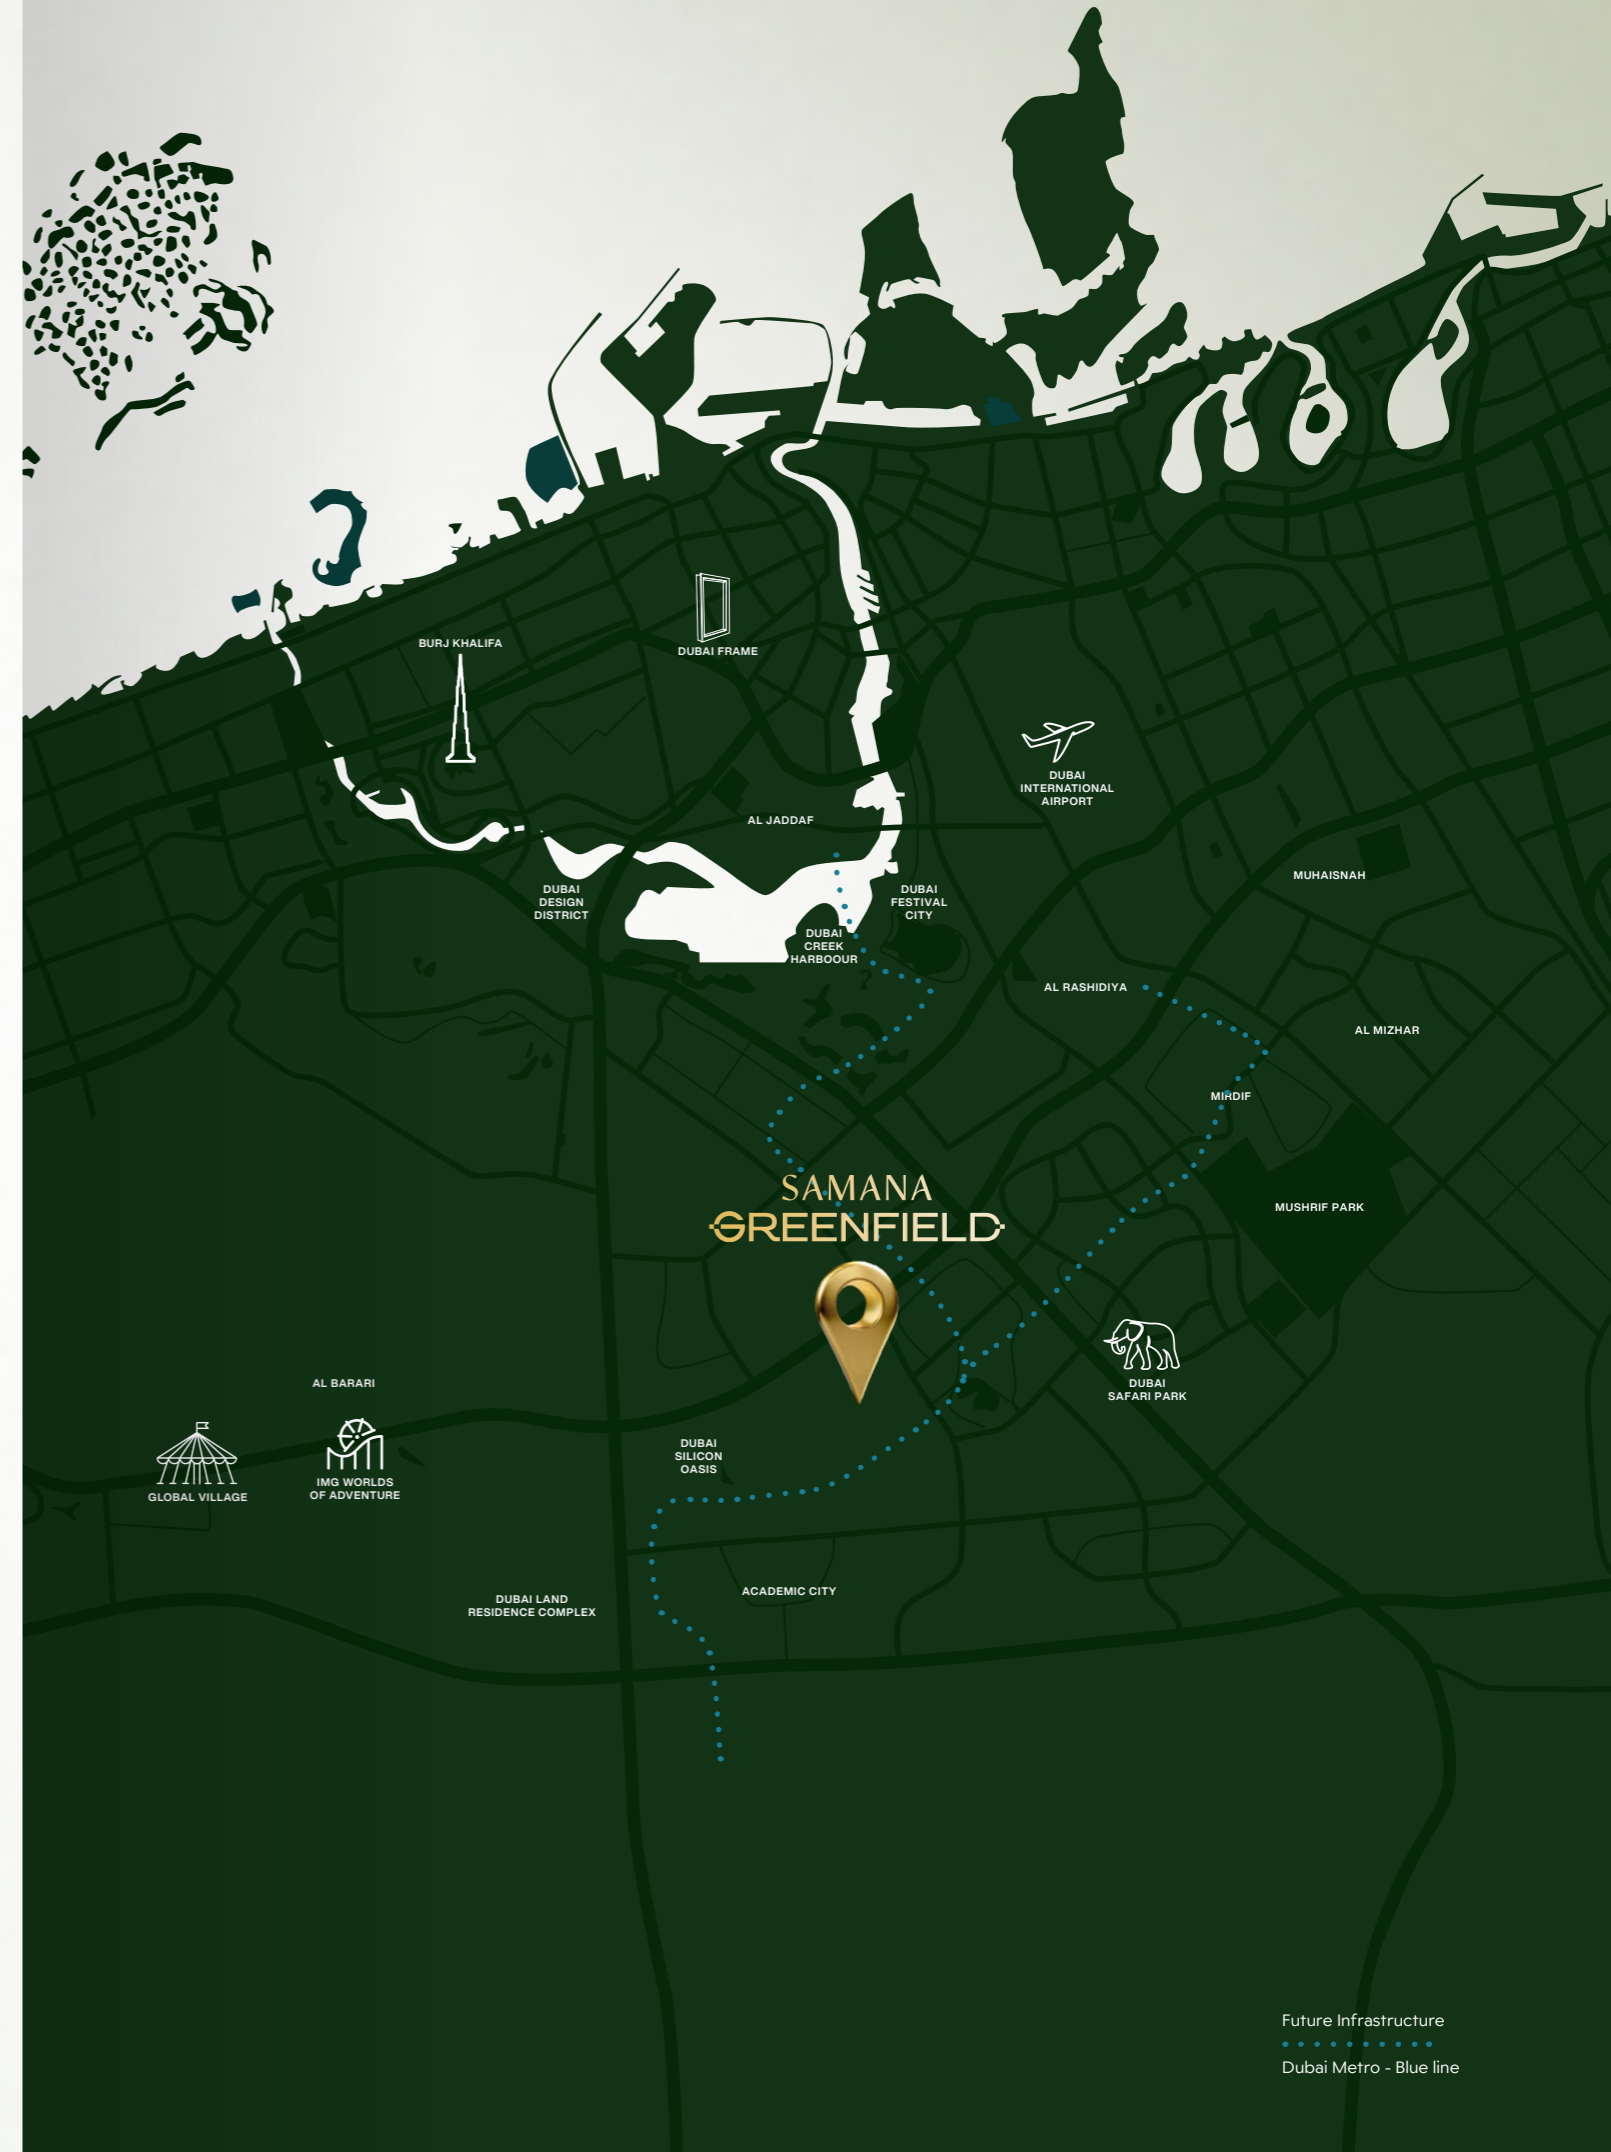 BURJ KHALIFA
DUBAI FRAME
DUBAI
INTERNATIONAL
AIRPORT
AL JADDAF
MUHAISNAH
DUBAI
DESIGN
DISTRICT
DUBAI
FESTIVAL
CITY
DUBAI
CREEK
HARBOOUR
AL RASHIDIYA
AL MIZHAR
MIRDIF
SAMANA
GREENFIELD
MUSHRIF PARK
DUBAI
SAFARI PARK
AL BARARI
GLOBAL VILLAGE
IMG WORLDS
OF ADVENTURE
DUBAI
SILICON
OASIS
DUBAI LAND
RESIDENCE COMPLEX
ACADEMIC CITY
Future Infrastructure
Dubai Metro - Blue line